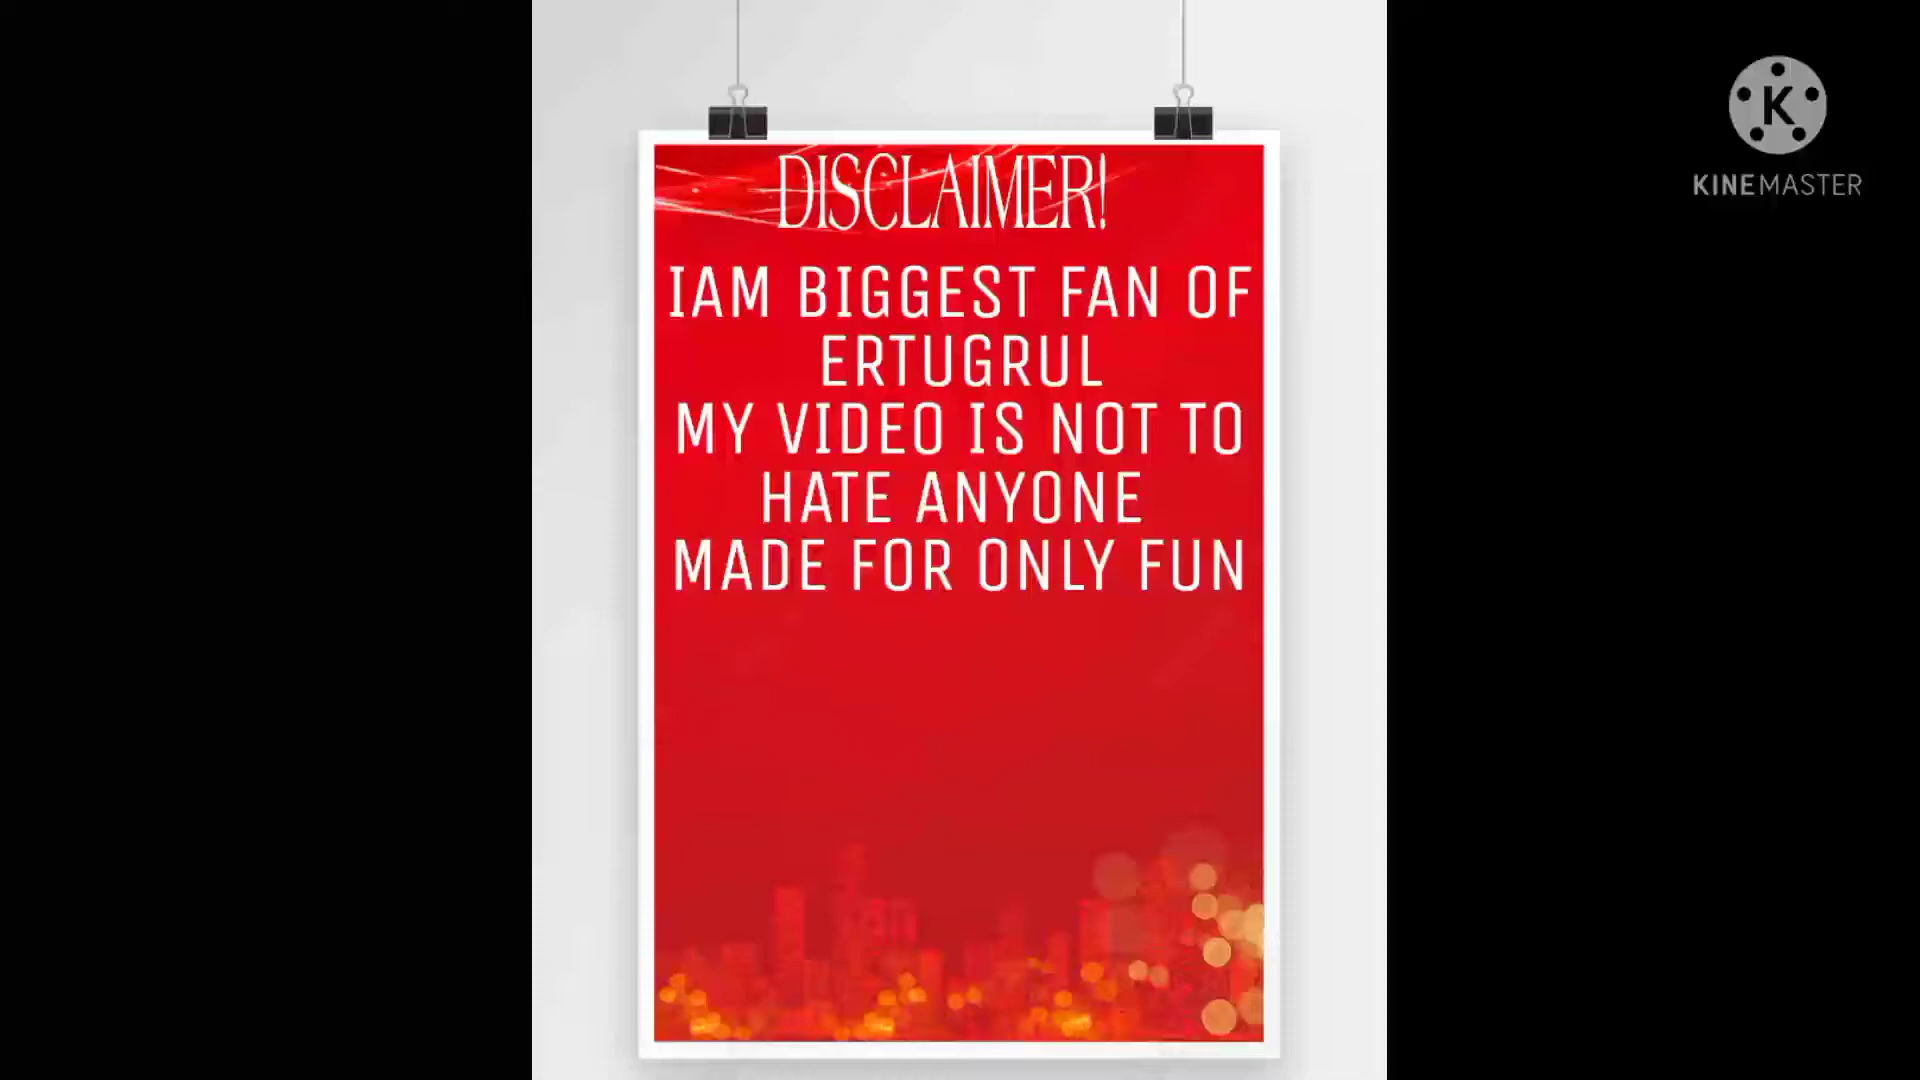 DISCLAIMER!
IAM BIGGEST FAN OF
ERTUGRUL
MY VIDEO IS NOT TO
HATE ANYONE
MADE FOR ONLY FUN
K
KINEMASTER